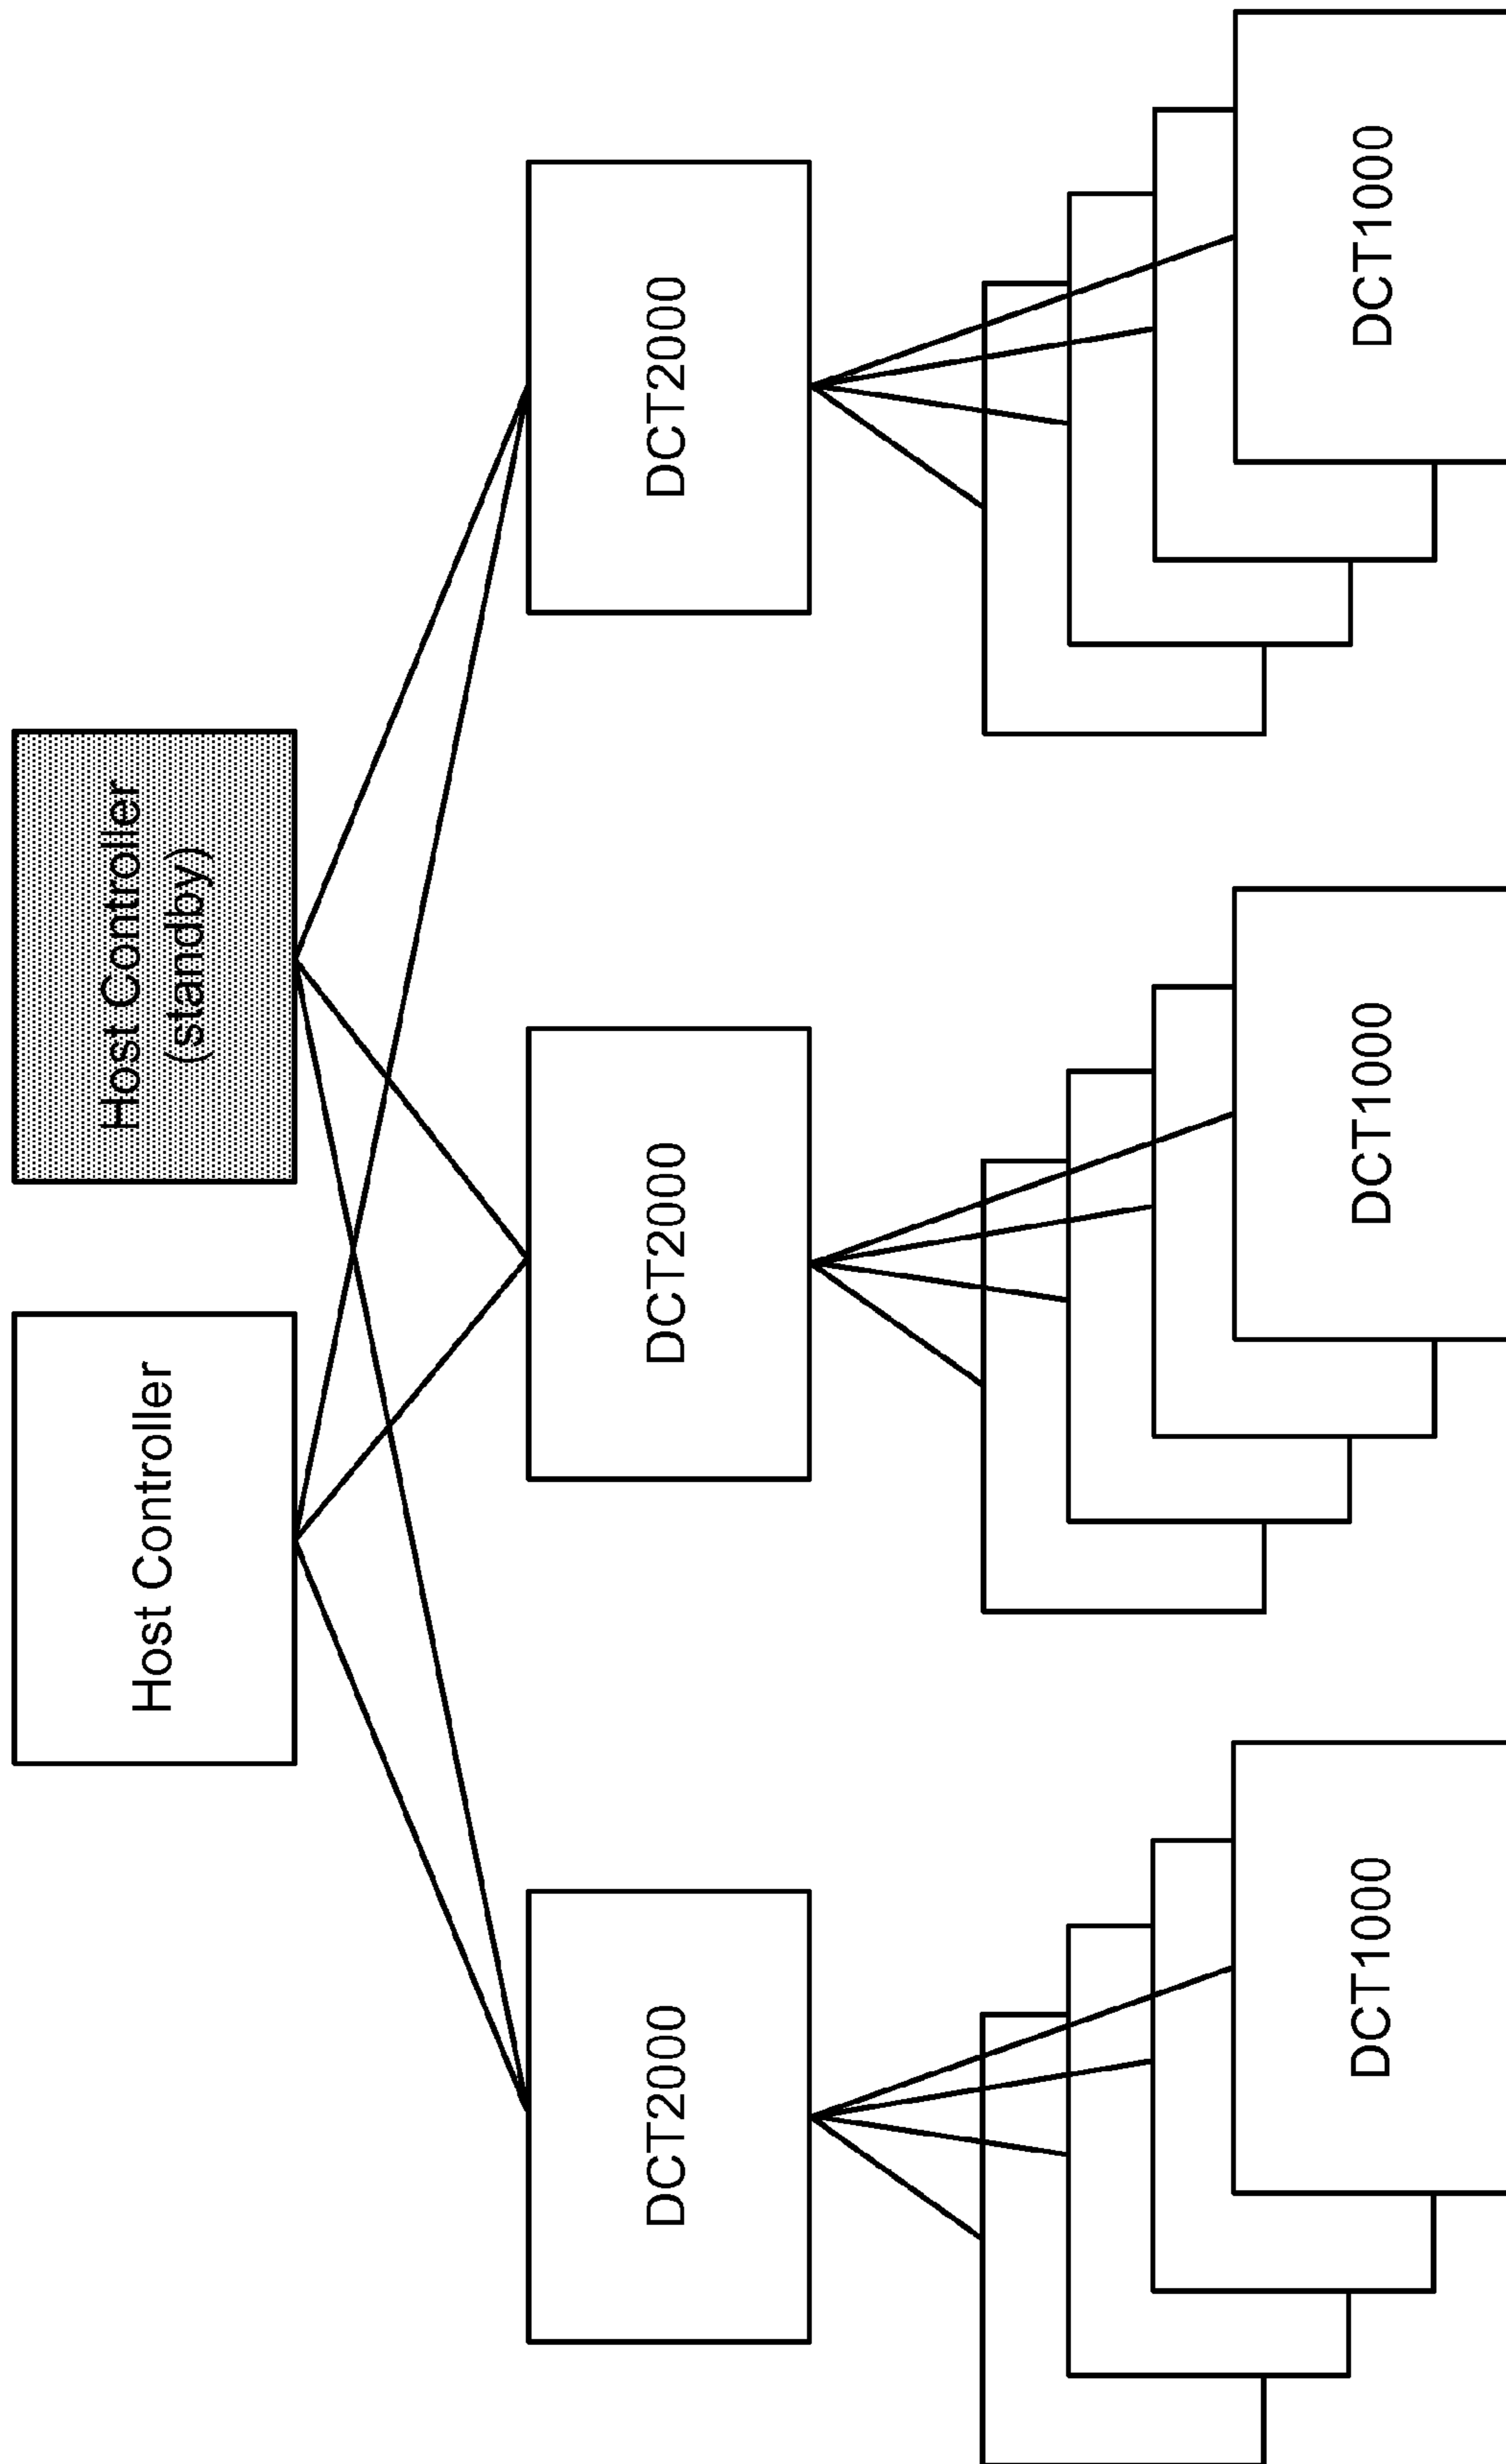 Host Controller
Host Controller
(standby)
DCT2000
DCT2000
DCT2000
DCT1000
DCT1000
DCT1000